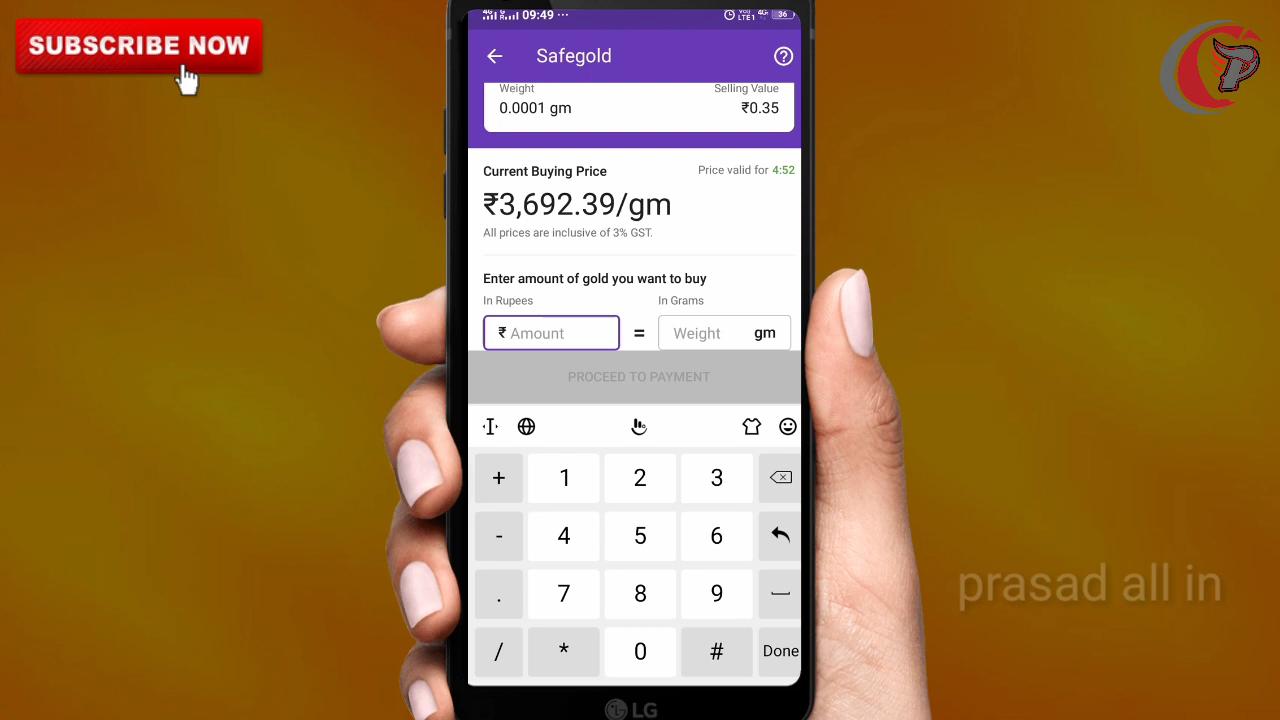 SUBSCRIBE NOW
09:49 ...
4G
LTE1
36
Safegold
Weight
Selling Value
0.0001 gm
₹0.35
Current Buying Price
Price valid for 4:52
₹3,692.39/gm
All prices are inclusive of 3% GST.
Enter amount of gold you want to buy
In Rupees
In Grams
₹ Amount
=
Weight gm
PROCEED TO PAYMENT
+ 1 2 3
- 4 5 6
. 7 8 9
/ * 0 # Done
LG
P
prasad all in